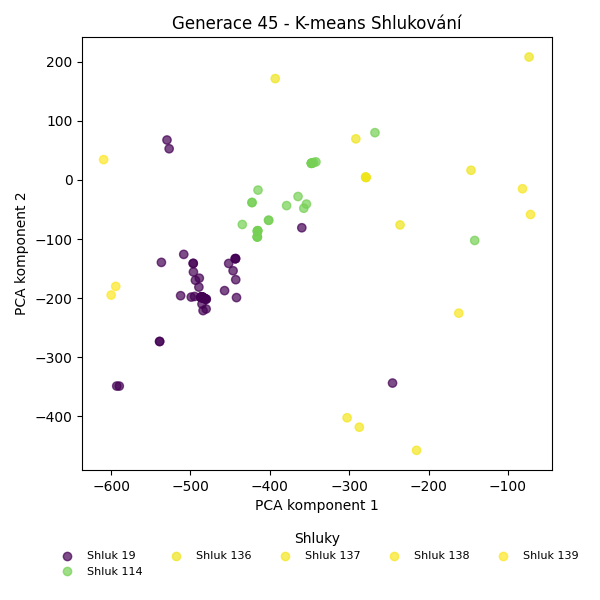 Generace 45 - K-means Shlukování
200
100
0
−100
−200
−300
−400
PCA komponent 2
−600
−500
−400
−300
−200
−100
PCA komponent 1
Shluky
Shluk 19
Shluk 136
Shluk 137
Shluk 138
Shluk 139
Shluk 114